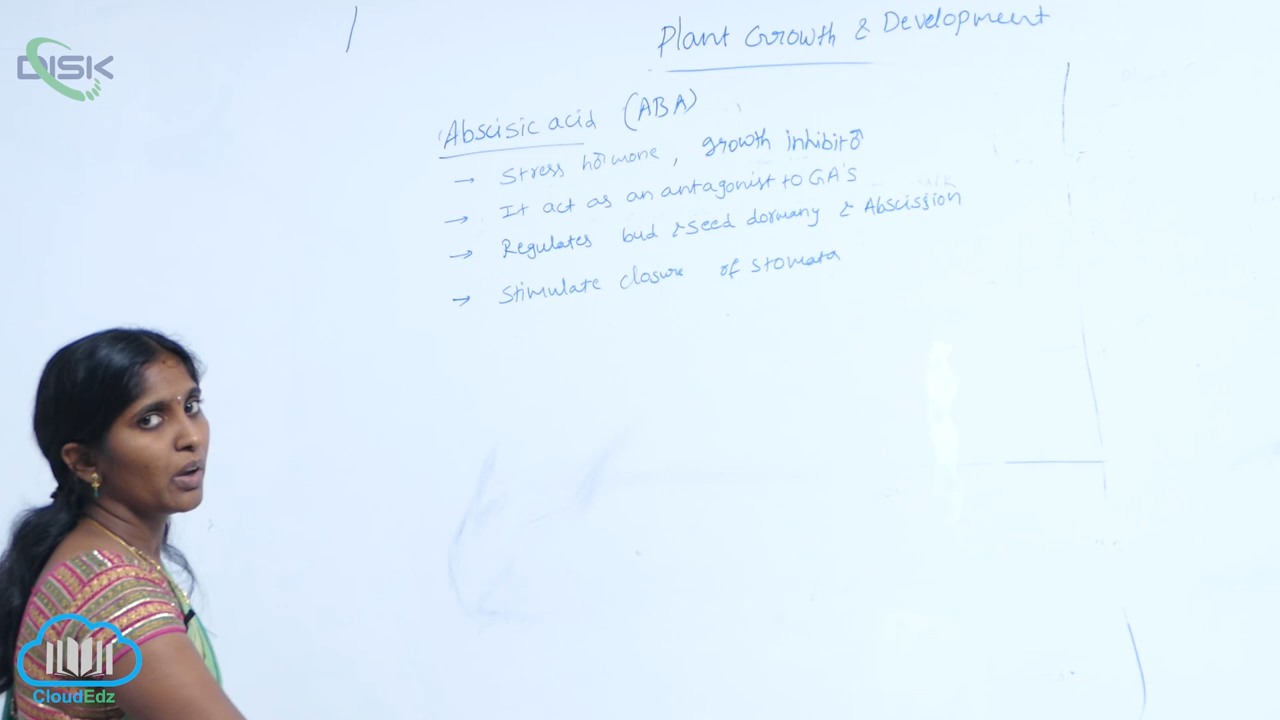 DISK
Plant Growth & Development
Abscisic acid (ABA)
→ Stress hormone, growth inhibitor
→ It act as an antagonist to GA's
→ Regulates bud & seed dormany & Abscission
→ Stimulate closure of stomata
CloudEdz